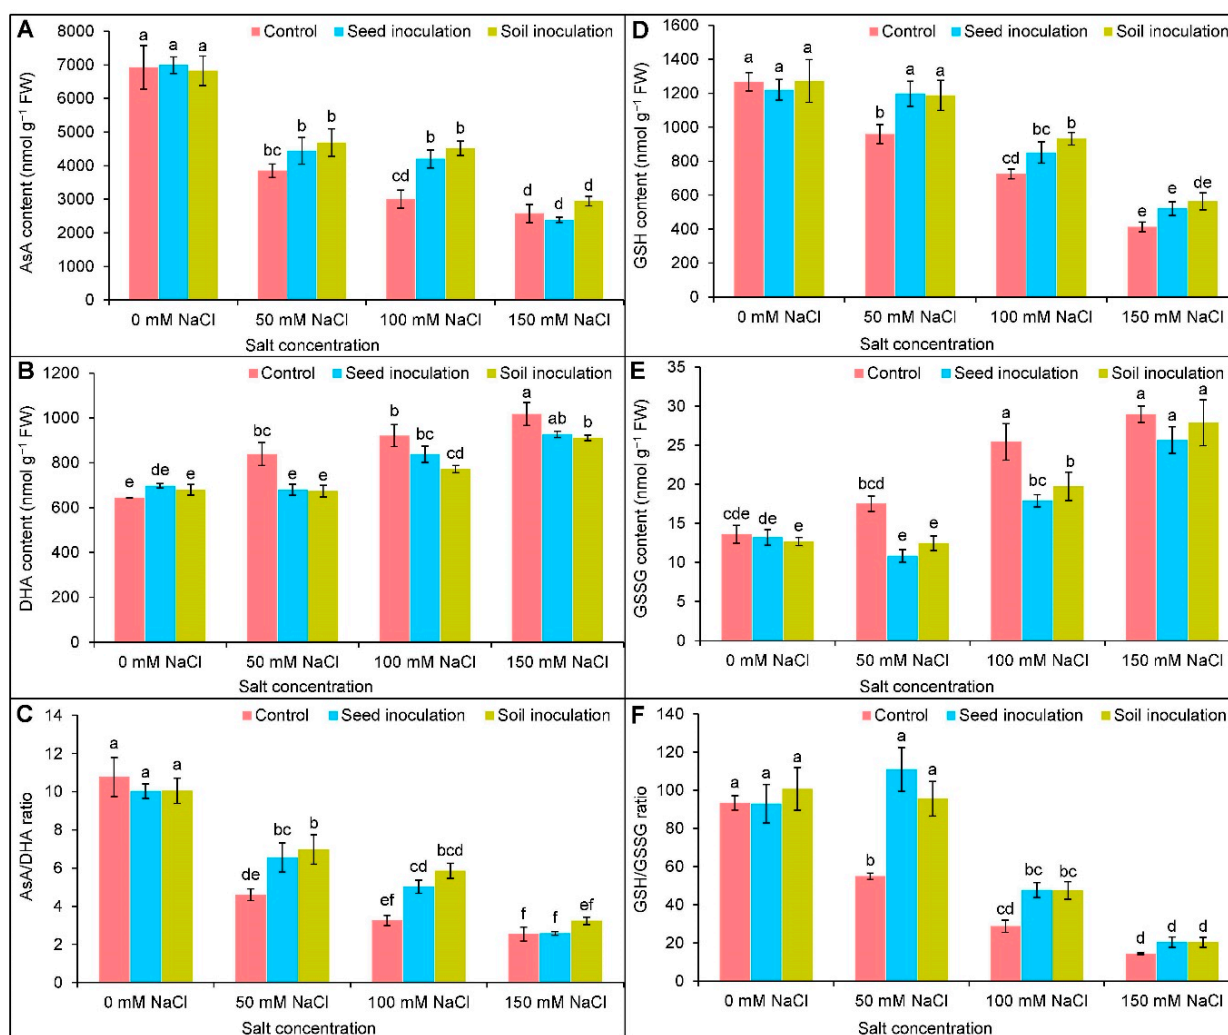 A
Control Seed inoculation Soil inoculation
AsA content (nmol g⁻¹ FW)
8000
7000
6000
5000
4000
3000
2000
1000
0
a a a
bc b b
cd b b
d d d
0 mM NaCl 50 mM NaCl 100 mM NaCl 150 mM NaCl
Salt concentration
B
Control Seed inoculation Soil inoculation
DHA content (nmol g⁻¹ FW)
1200
1000
800
600
400
200
0
e de e
bc e e
b bc cd
a ab b
0 mM NaCl 50 mM NaCl 100 mM NaCl 150 mM NaCl
Salt concentration
C
Control Seed inoculation Soil inoculation
AsA/DHA ratio
14
12
10
8
6
4
2
0
a a a
de bc b
ef cd bcd
f f ef
0 mM NaCl 50 mM NaCl 100 mM NaCl 150 mM NaCl
Salt concentration
D
Control Seed inoculation Soil inoculation
GSH content (nmol g⁻¹ FW)
1600
1400
1200
1000
800
600
400
200
0
a a a
b a a
cd bc b
e e de
0 mM NaCl 50 mM NaCl 100 mM NaCl 150 mM NaCl
Salt concentration
E
Control Seed inoculation Soil inoculation
GSSG content (nmol g⁻¹ FW)
35
30
25
20
15
10
5
0
cde de e
bcd e e
a bc b
a a a
0 mM NaCl 50 mM NaCl 100 mM NaCl 150 mM NaCl
Salt concentration
F
Control Seed inoculation Soil inoculation
GSH/GSSG ratio
140
120
100
80
60
40
20
0
a a a
b a a
cd bc bc
d d d
0 mM NaCl 50 mM NaCl 100 mM NaCl 150 mM NaCl
Salt concentration